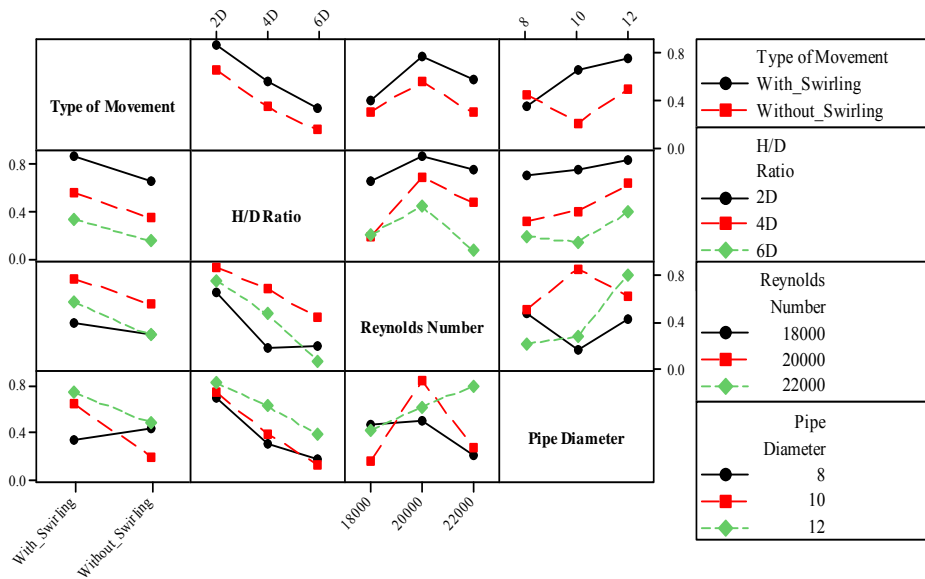 2D 4D 6D 8 10 12
Type of Movement
0.8
0.4
0.0
Type of Movement
With_Swirling
Without_Swirling
0.8
0.4
0.0
H/D Ratio
H/D
Ratio
2D
4D
6D
Reynolds Number
0.8
0.4
0.0
Reynolds
Number
18000
20000
22000
0.8
0.4
0.0
Pipe Diameter
Pipe
Diameter
8
10
12
With_Swirling
Without_Swirling
18000
20000
22000